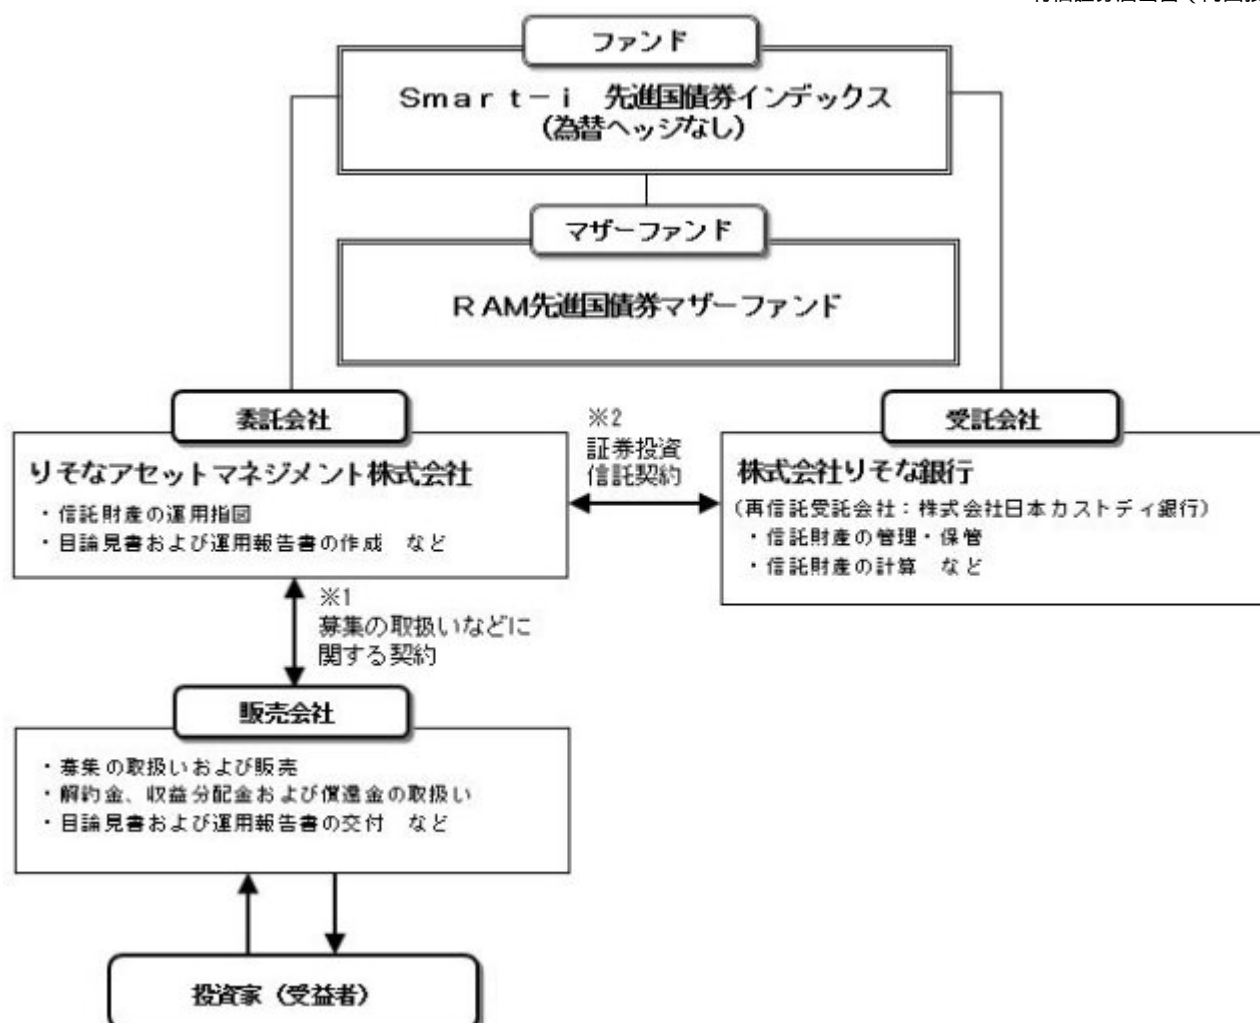 ファンド
Ｓｍａｒｔ－ｉ　先進国債券インデックス
（為替ヘッジなし）
マザーファンド
ＲＡＭ先進国債券マザーファンド
委託会社
りそなアセットマネジメント株式会社
・信託財産の運用指図
・目論見書および運用報告書の作成　など
※2
証券投資
信託契約
受託会社
株式会社りそな銀行
（再信託受託会社：株式会社日本カストディ銀行）
・信託財産の管理・保管
・信託財産の計算　など
※1
募集の取扱いなどに
関する契約
販売会社
・募集の取扱いおよび販売
・解約金、収益分配金および償還金の取扱い
・目論見書および運用報告書の交付　など
投資家（受益者）